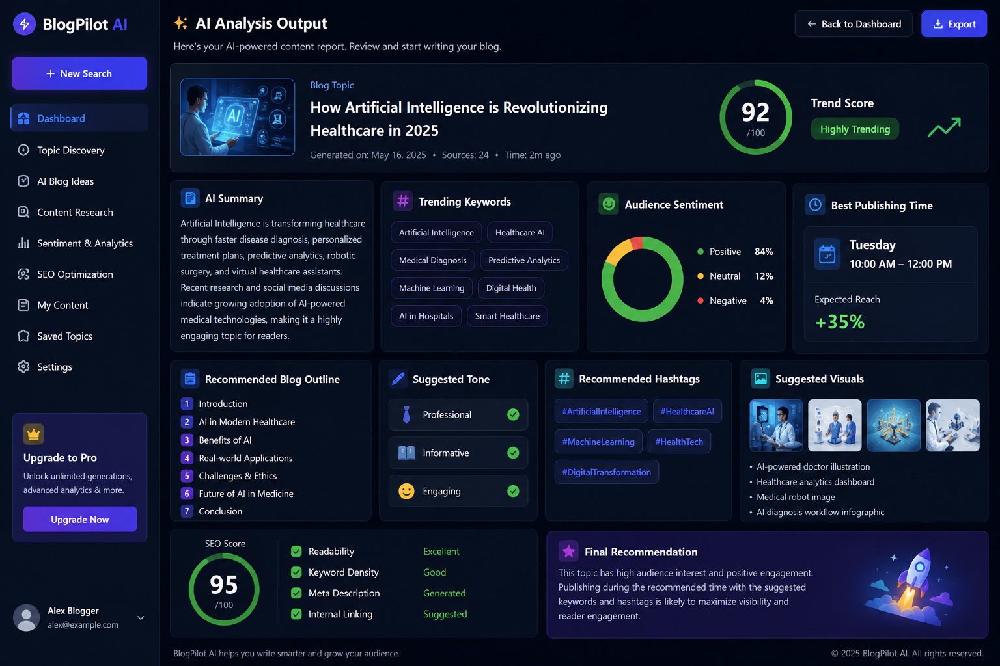 BlogPilot AI
+ New Search
Dashboard
Topic Discovery
AI Blog Ideas
Content Research
Sentiment & Analytics
SEO Optimization
My Content
Saved Topics
Settings
Upgrade to Pro
Unlock unlimited generations,
advanced analytics & more.
Upgrade Now
Alex Blogger
alex@example.com
AI Analysis Output
Here's your AI-powered content report. Review and start writing your blog.
← Back to Dashboard
Export
AI
Blog Topic
How Artificial Intelligence is Revolutionizing
Healthcare in 2025
Generated on: May 16, 2025 • Sources: 24 • Time: 2m ago
92
/100
Trend Score
Highly Trending
AI Summary
Artificial Intelligence is transforming healthcare
through faster disease diagnosis, personalized
treatment plans, predictive analytics, robotic
surgery, and virtual healthcare assistants.
Recent research and social media discussions
indicate growing adoption of AI-powered
medical technologies, making it a highly
engaging topic for readers.
# Trending Keywords
Artificial Intelligence
Healthcare AI
Medical Diagnosis
Predictive Analytics
Machine Learning
Digital Health
AI in Hospitals
Smart Healthcare
Audience Sentiment
Positive 84%
Neutral 12%
Negative 4%
Best Publishing Time
Tuesday
10:00 AM – 12:00 PM
Expected Reach
+35%
Recommended Blog Outline
1 Introduction
2 AI in Modern Healthcare
3 Benefits of AI
4 Real-world Applications
5 Challenges & Ethics
6 Future of AI in Medicine
7 Conclusion
Suggested Tone
Professional
Informative
Engaging
# Recommended Hashtags
#ArtificialIntelligence
#HealthcareAI
#MachineLearning
#HealthTech
#DigitalTransformation
Suggested Visuals
• AI-powered doctor illustration
• Healthcare analytics dashboard
• Medical robot image
• AI diagnosis workflow infographic
SEO Score
95
/100
Readability Excellent
Keyword Density Good
Meta Description Generated
Internal Linking Suggested
Final Recommendation
This topic has high audience interest and positive engagement.
Publishing during the recommended time with the suggested
keywords and hashtags is likely to maximize visibility and
reader engagement.
BlogPilot AI helps you write smarter and grow your audience.
© 2025 BlogPilot AI. All rights reserved.